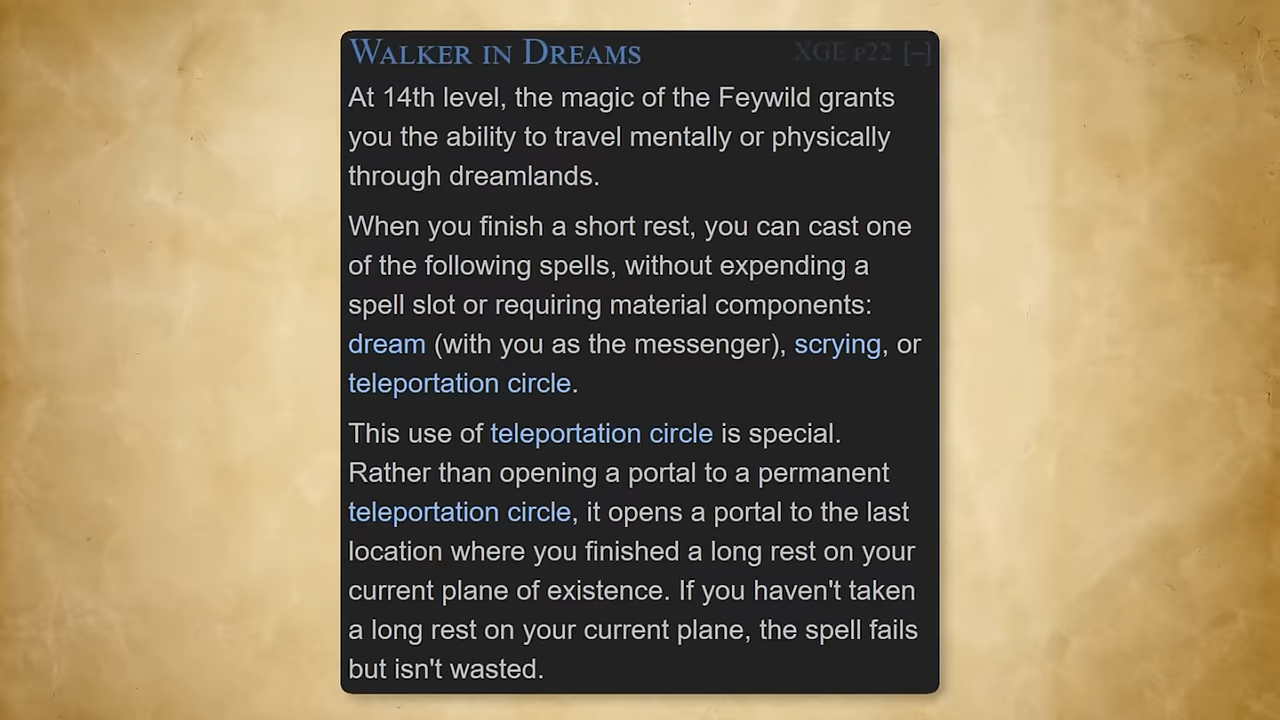 WALKER IN DREAMS XGE P22 [–]
At 14th level, the magic of the Feywild grants
you the ability to travel mentally or physically
through dreamlands.
When you finish a short rest, you can cast one
of the following spells, without expending a
spell slot or requiring material components:
dream (with you as the messenger), scrying, or
teleportation circle.
This use of teleportation circle is special.
Rather than opening a portal to a permanent
teleportation circle, it opens a portal to the last
location where you finished a long rest on your
current plane of existence. If you haven't taken
a long rest on your current plane, the spell fails
but isn't wasted.